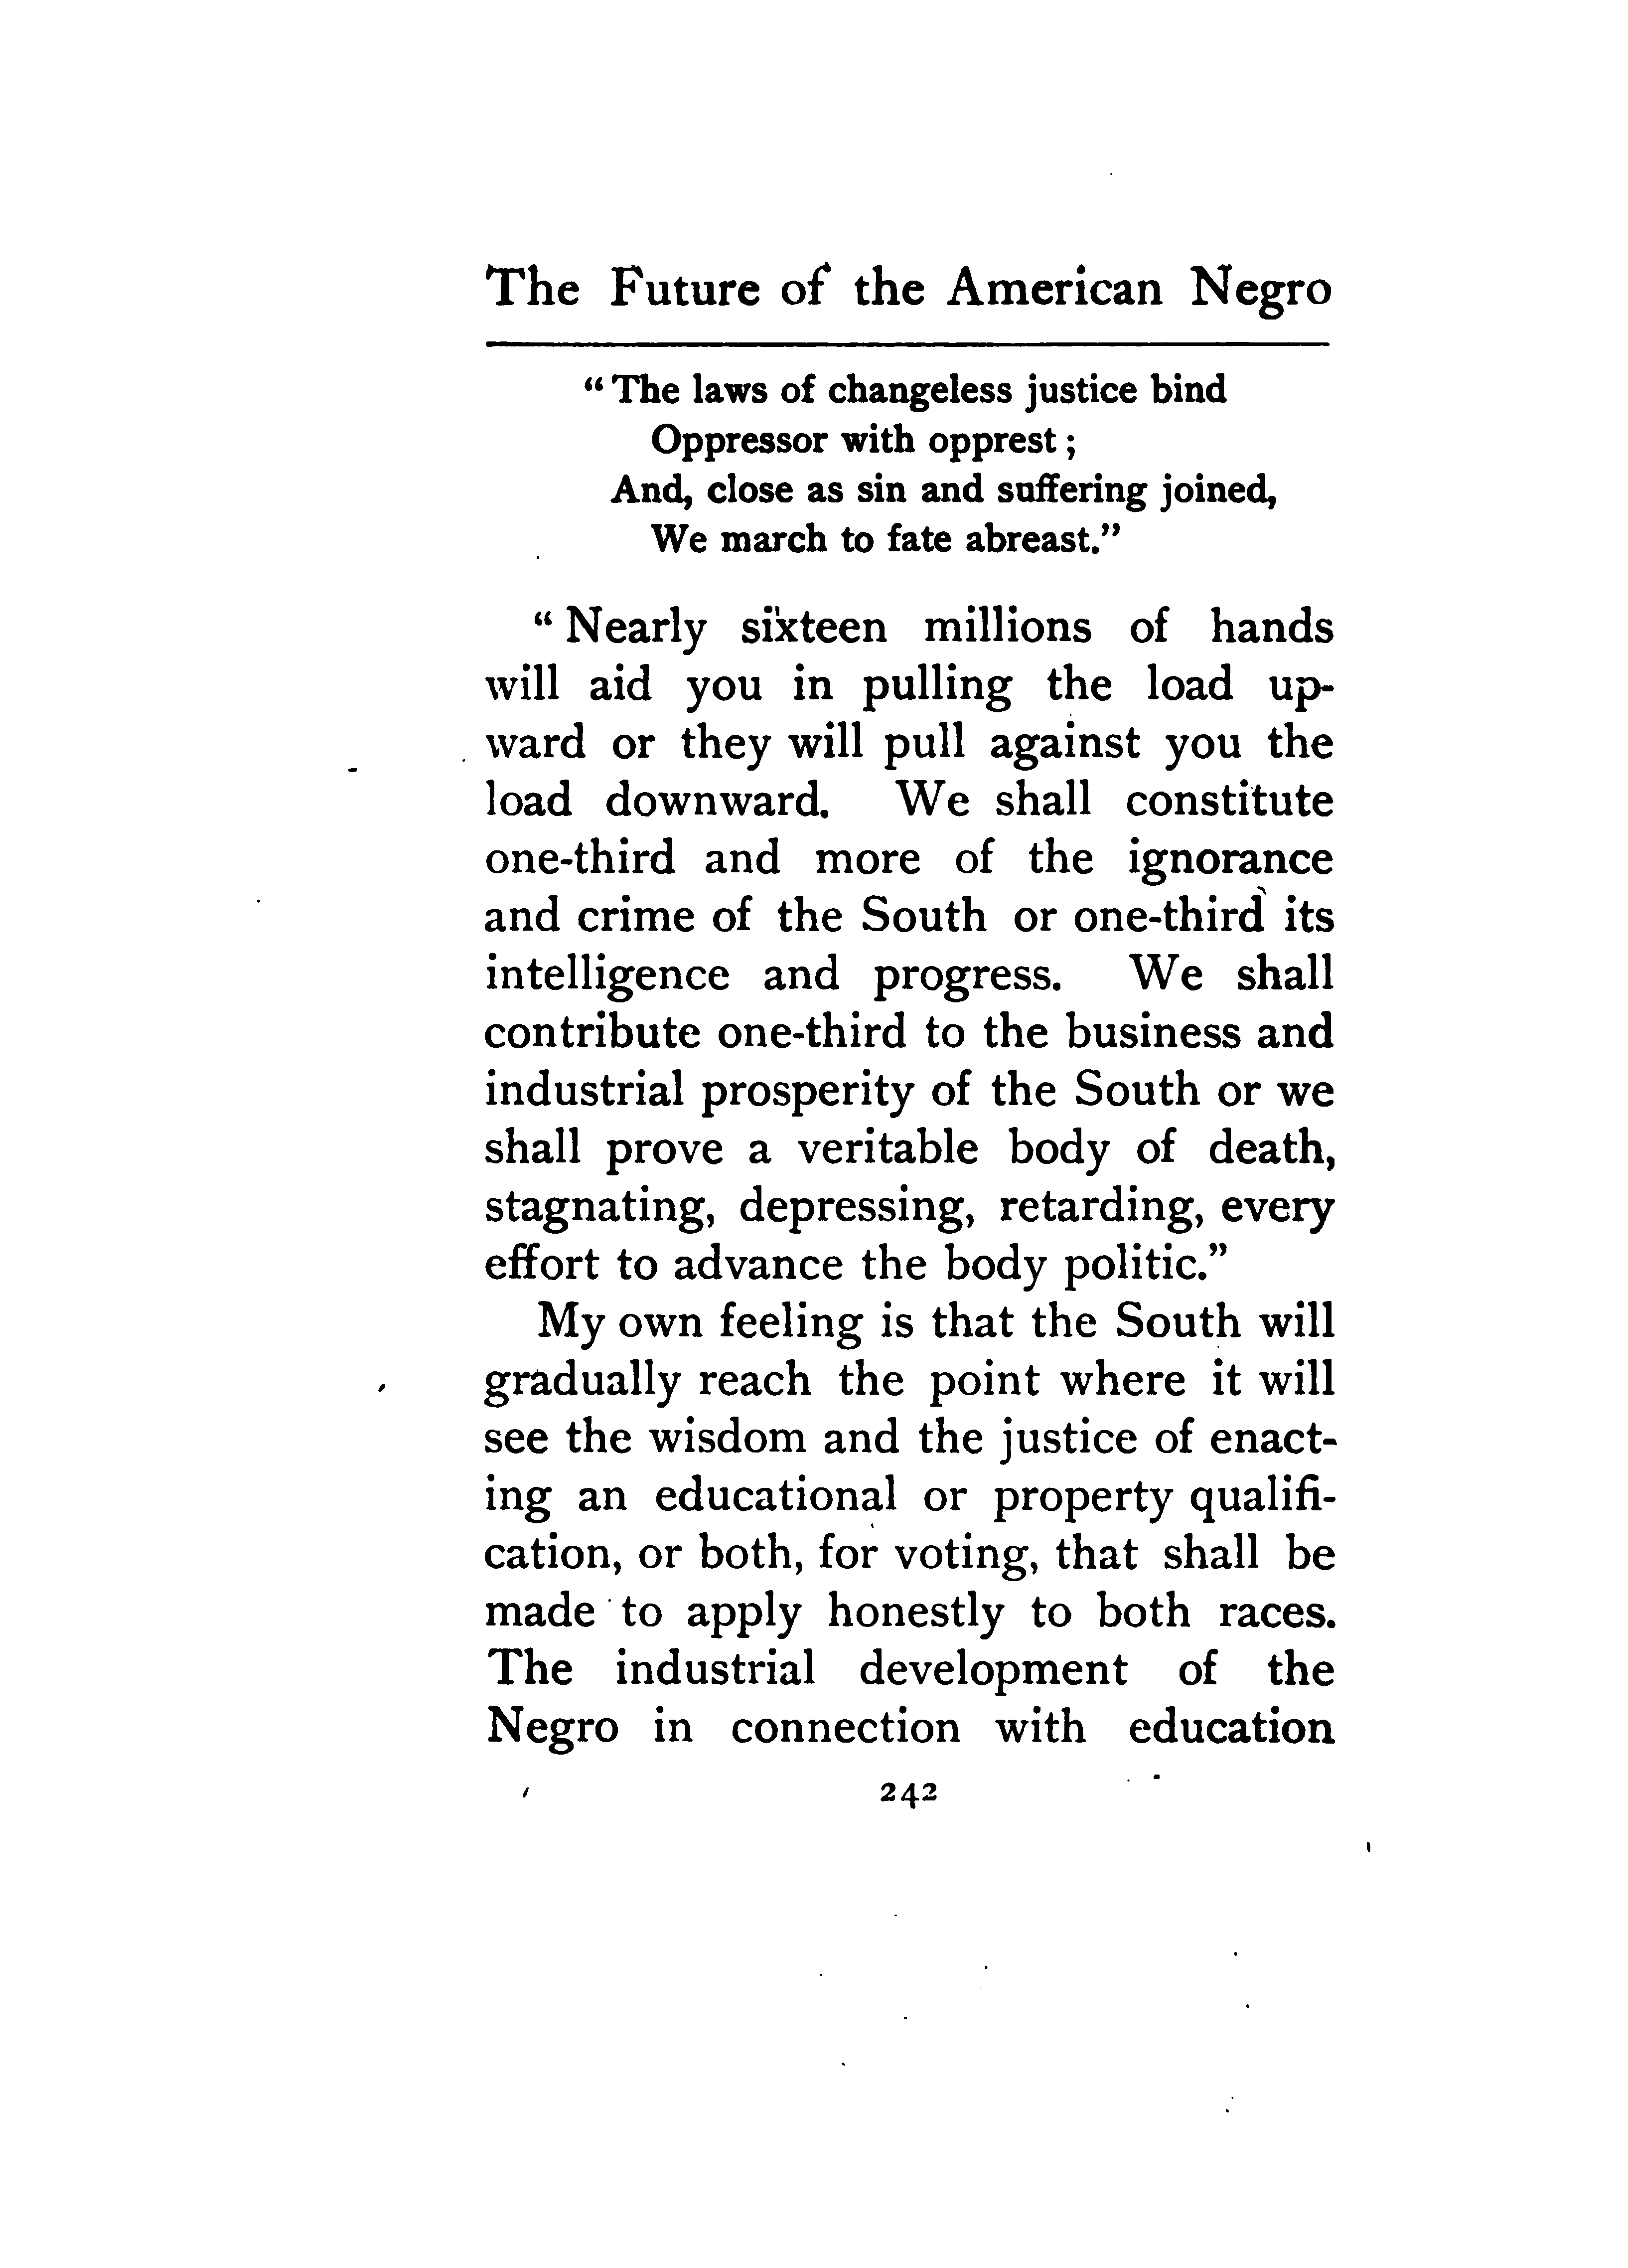 The Future of the American Negro
“The laws of changeless justice bind
Oppressor with opprest;
And, close as sin and suffering joined,
We march to fate abreast.”
“Nearly sixteen millions of hands
will aid you in pulling the load up-
ward or they will pull against you the
load downward. We shall constitute
one-third and more of the ignorance
and crime of the South or one-third its
intelligence and progress. We shall
contribute one-third to the business and
industrial prosperity of the South or we
shall prove a veritable body of death,
stagnating, depressing, retarding, every
effort to advance the body politic.”
My own feeling is that the South will
gradually reach the point where it will
see the wisdom and the justice of enact-
ing an educational or property qualifi-
cation, or both, for voting, that shall be
made to apply honestly to both races.
The industrial development of the
Negro in connection with education
242